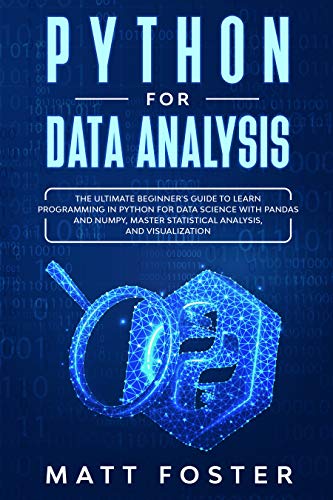 PYTHON
FOR
DATA ANALYSIS
THE ULTIMATE BEGINNER'S GUIDE TO LEARN
PROGRAMMING IN PYTHON FOR DATA SCIENCE WITH PANDAS
AND NUMPY, MASTER STATISTICAL ANALYSIS,
AND VISUALIZATION
MATT FOSTER